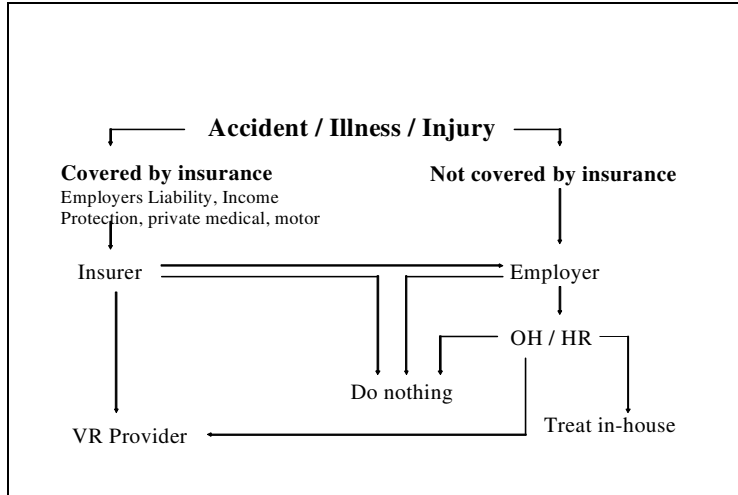 Accident / Illness / Injury
Covered by insurance
Employers Liability, Income
Protection, private medical, motor
Not covered by insurance
Insurer
Employer
OH / HR
Do nothing
Treat in-house
VR Provider